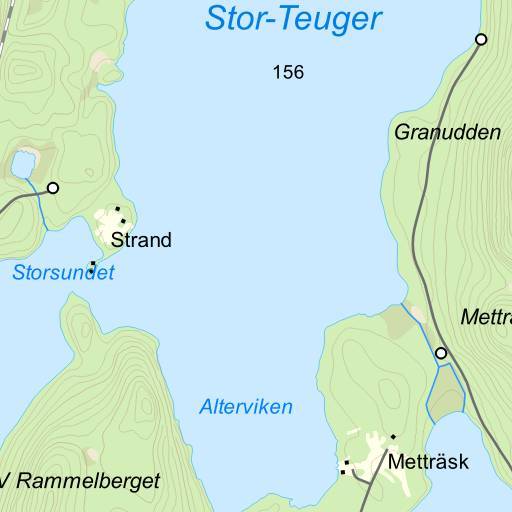 Stor-Teuger
156
Granudden
Strand
Storsundet
Alterviken
V Rammelberget
Metträsk